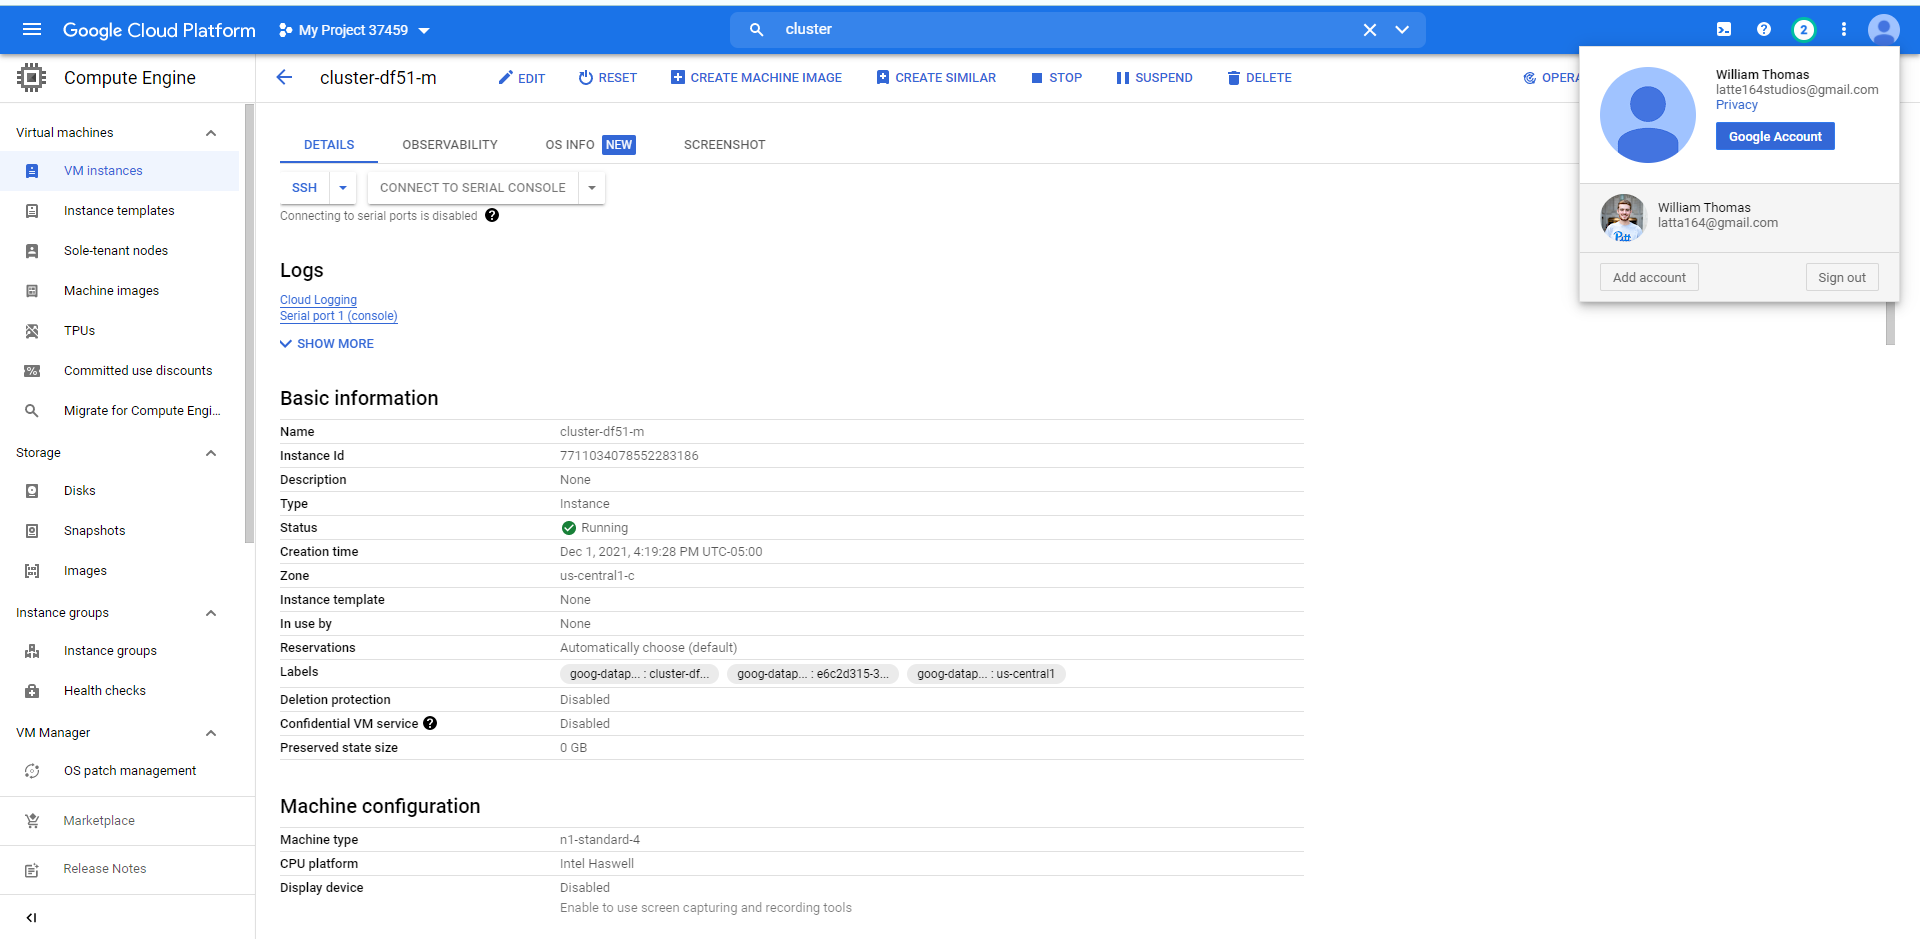 Google Cloud Platform
My Project 37459
cluster
2
Compute Engine
cluster-df51-m
EDIT
RESET
CREATE MACHINE IMAGE
CREATE SIMILAR
STOP
SUSPEND
DELETE
OPERA
William Thomas
latte164studios@gmail.com
Privacy
Google Account
William Thomas
latta164@gmail.com
Add account
Sign out
Virtual machines
VM instances
Instance templates
Sole-tenant nodes
Machine images
TPUs
Committed use discounts
Migrate for Compute Engi...
Storage
Disks
Snapshots
Images
Instance groups
Instance groups
Health checks
VM Manager
OS patch management
Marketplace
Release Notes
DETAILS
OBSERVABILITY
OS INFO NEW
SCREENSHOT
SSH
CONNECT TO SERIAL CONSOLE
Connecting to serial ports is disabled
Logs
Cloud Logging
Serial port 1 (console)
SHOW MORE
Basic information
Name cluster-df51-m
Instance Id 7711034078552283186
Description None
Type Instance
Status Running
Creation time Dec 1, 2021, 4:19:28 PM UTC-05:00
Zone us-central1-c
Instance template None
In use by None
Reservations Automatically choose (default)
Labels goog-datap... : cluster-df... goog-datap... : e6c2d315-3... goog-datap... : us-central1
Deletion protection Disabled
Confidential VM service Disabled
Preserved state size 0 GB
Machine configuration
Machine type n1-standard-4
CPU platform Intel Haswell
Display device Disabled
Enable to use screen capturing and recording tools